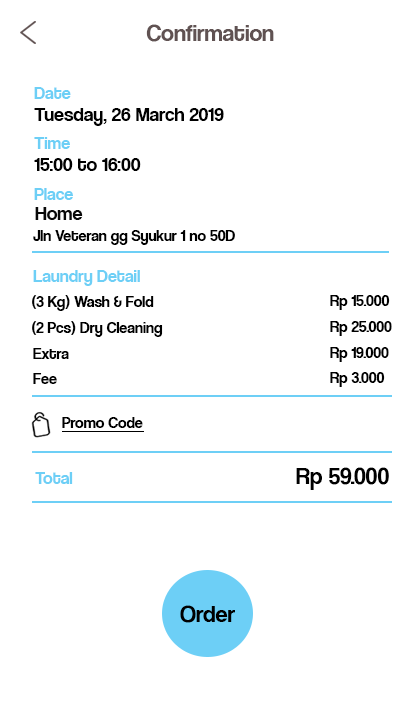 Confirmation
Date
Tuesday, 26 March 2019
Time
15:00 to 16:00
Place
Home
Jln Veteran gg Syukur 1 no 50D
Laundry Detail
(3 Kg) Wash & Fold Rp 15.000
(2 Pcs) Dry Cleaning Rp 25.000
Extra Rp 19.000
Fee Rp 3.000
Promo Code
Total Rp 59.000
Order